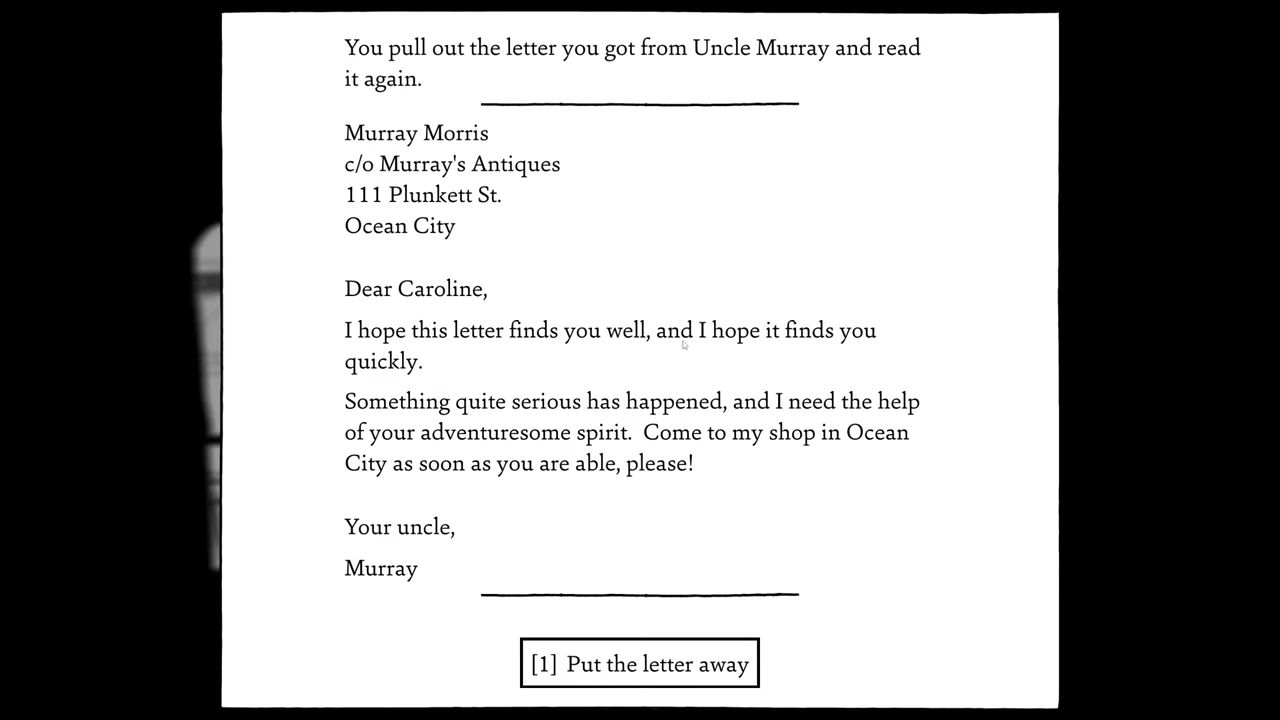 You pull out the letter you got from Uncle Murray and read
it again.
Murray Morris
c/o Murray's Antiques
111 Plunkett St.
Ocean City
Dear Caroline,
I hope this letter finds you well, and I hope it finds you
quickly.
Something quite serious has happened, and I need the help
of your adventuresome spirit.  Come to my shop in Ocean
City as soon as you are able, please!
Your uncle,
Murray
[1] Put the letter away